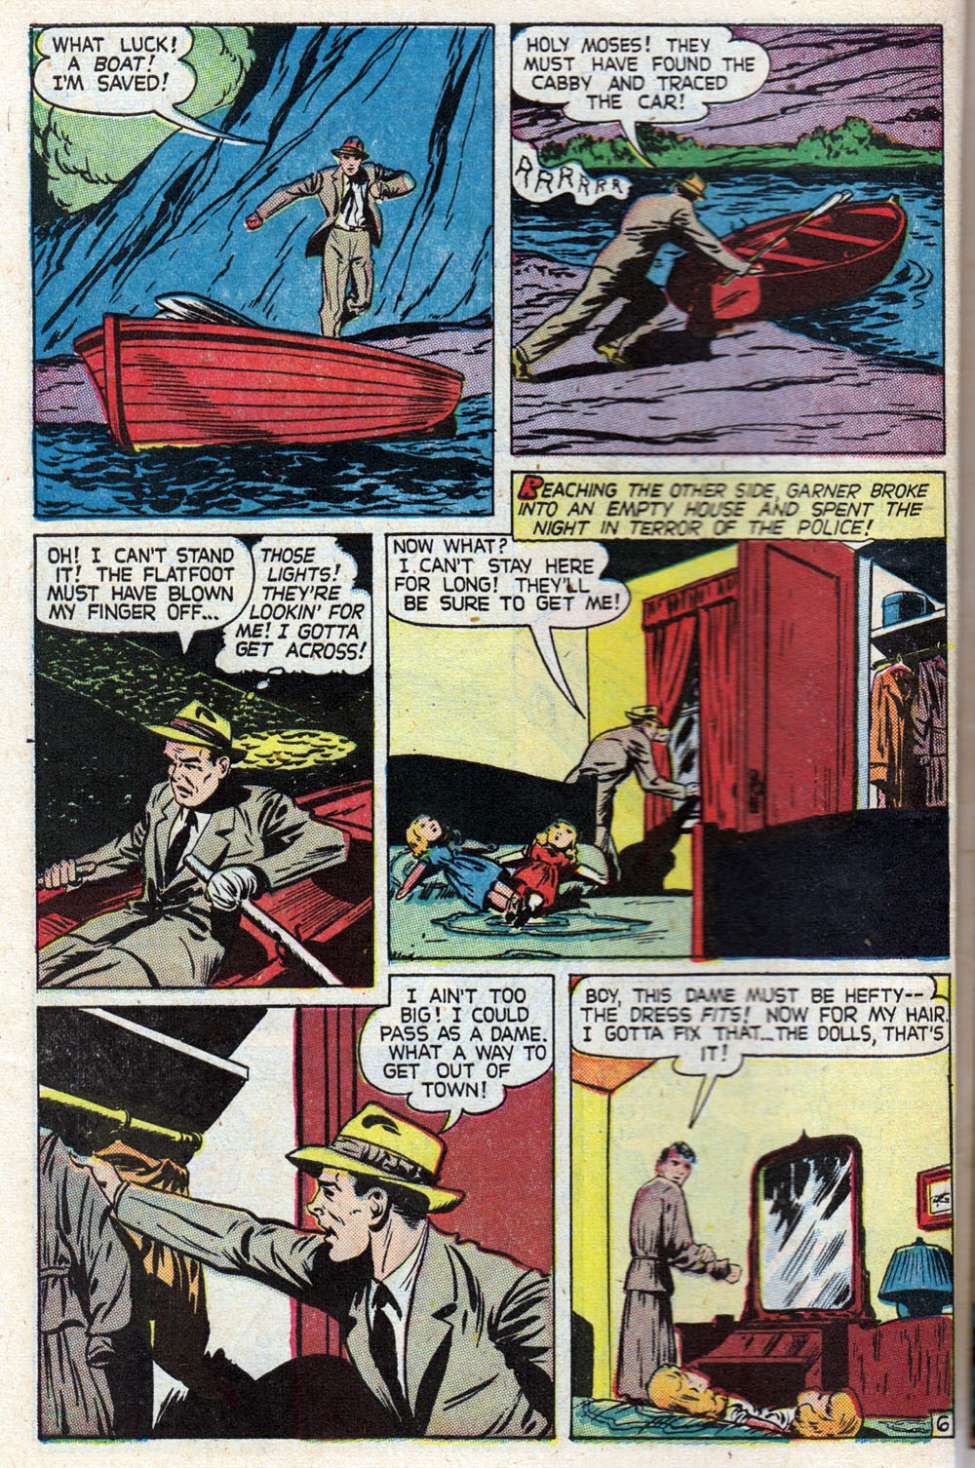 WHAT LUCK!
A BOAT!
I'M SAVED!
HOLY MOSES! THEY
MUST HAVE FOUND THE
CABBY AND TRACED
THE CAR!
RRRRRR
REACHING THE OTHER SIDE, GARNER BROKE
INTO AN EMPTY HOUSE AND SPENT THE
NIGHT IN TERROR OF THE POLICE!
OH! I CAN'T STAND
IT! THE FLATFOOT
MUST HAVE BLOWN
MY FINGER OFF...
THOSE
LIGHTS!
THEY'RE
LOOKIN' FOR
ME! I GOTTA
GET ACROSS!
NOW WHAT?
I CAN'T STAY HERE
FOR LONG! THEY'LL
BE SURE TO GET ME!
I AIN'T TOO
BIG! I COULD
PASS AS A DAME.
WHAT A WAY TO
GET OUT OF
TOWN!
BOY, THIS DAME MUST BE HEFTY--
THE DRESS FITS! NOW FOR MY HAIR.
I GOTTA FIX THAT...THE DOLLS, THAT'S
IT!
6